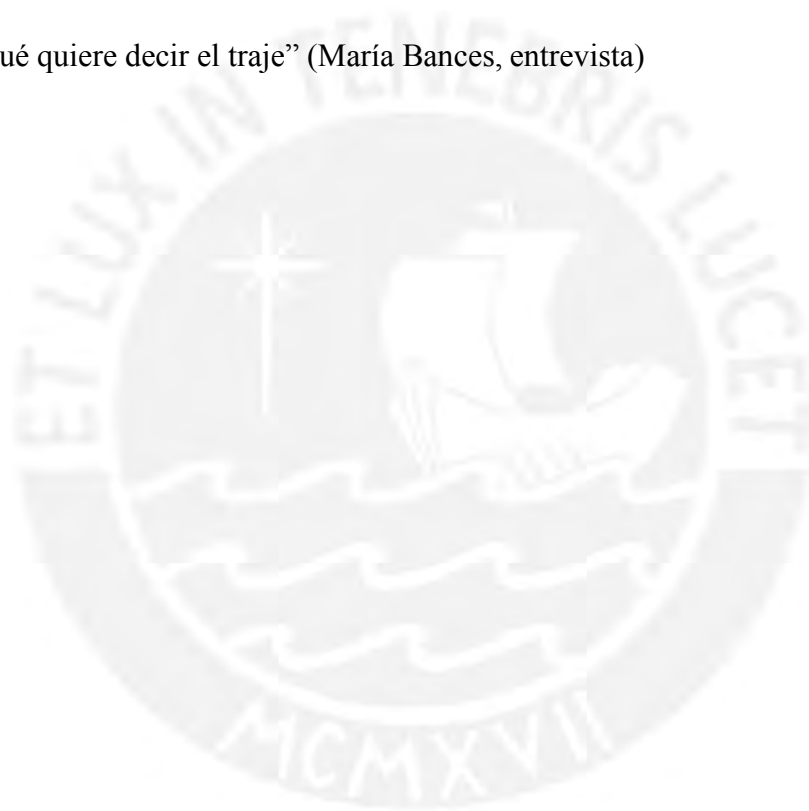 ué quiere decir el traje” (María Bances, entrevista)
ET LUX IN TENEBRIS LUCET
MCMXVII